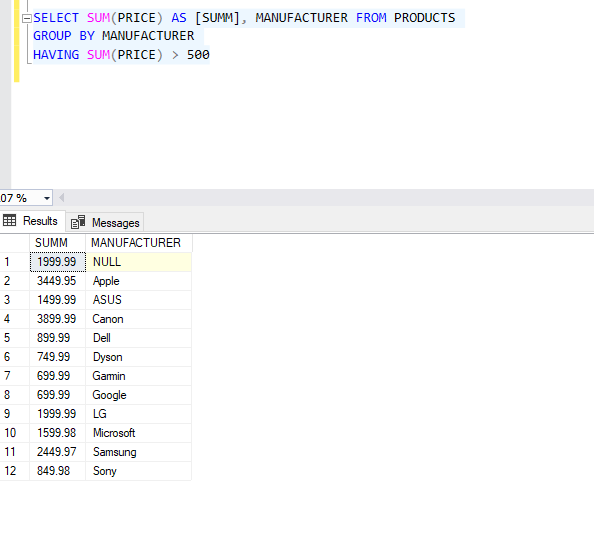 SELECT SUM(PRICE) AS [SUMM], MANUFACTURER FROM PRODUCTS
GROUP BY MANUFACTURER
HAVING SUM(PRICE) > 500
07 %
Results Messages
SUMM MANUFACTURER
1 1999.99 NULL
2 3449.95 Apple
3 1499.99 ASUS
4 3899.99 Canon
5 899.99 Dell
6 749.99 Dyson
7 699.99 Garmin
8 699.99 Google
9 1999.99 LG
10 1599.98 Microsoft
11 2449.97 Samsung
12 849.98 Sony